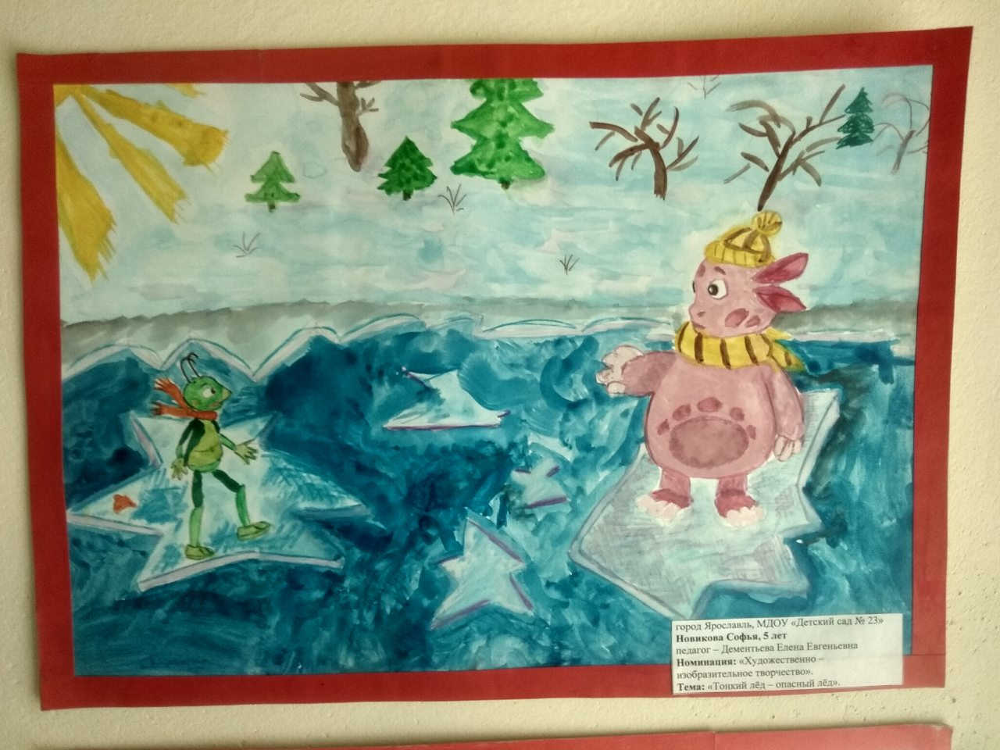 город Ярославль, МДОУ «Детский сад № 23»
Новикова Софья, 5 лет
педагог – Дементьева Елена Евгеньевна
Номинация: «Художественно –
изобразительное творчество».
Тема: «Тонкий лёд – опасный лёд».